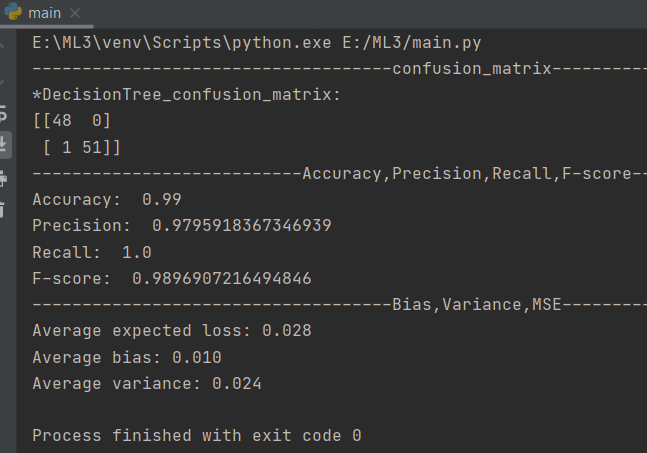 main
E:\ML3\venv\Scripts\python.exe E:/ML3/main.py
------------------------------------confusion_matrix----------
*DecisionTree_confusion_matrix:
[[48  0]
 [ 1 51]]
---------------------------Accuracy,Precision,Recall,F-score--
Accuracy:  0.99
Precision:  0.9795918367346939
Recall:  1.0
F-score:  0.9896907216494846
------------------------------------Bias,Variance,MSE---------
Average expected loss: 0.028
Average bias: 0.010
Average variance: 0.024
Process finished with exit code 0